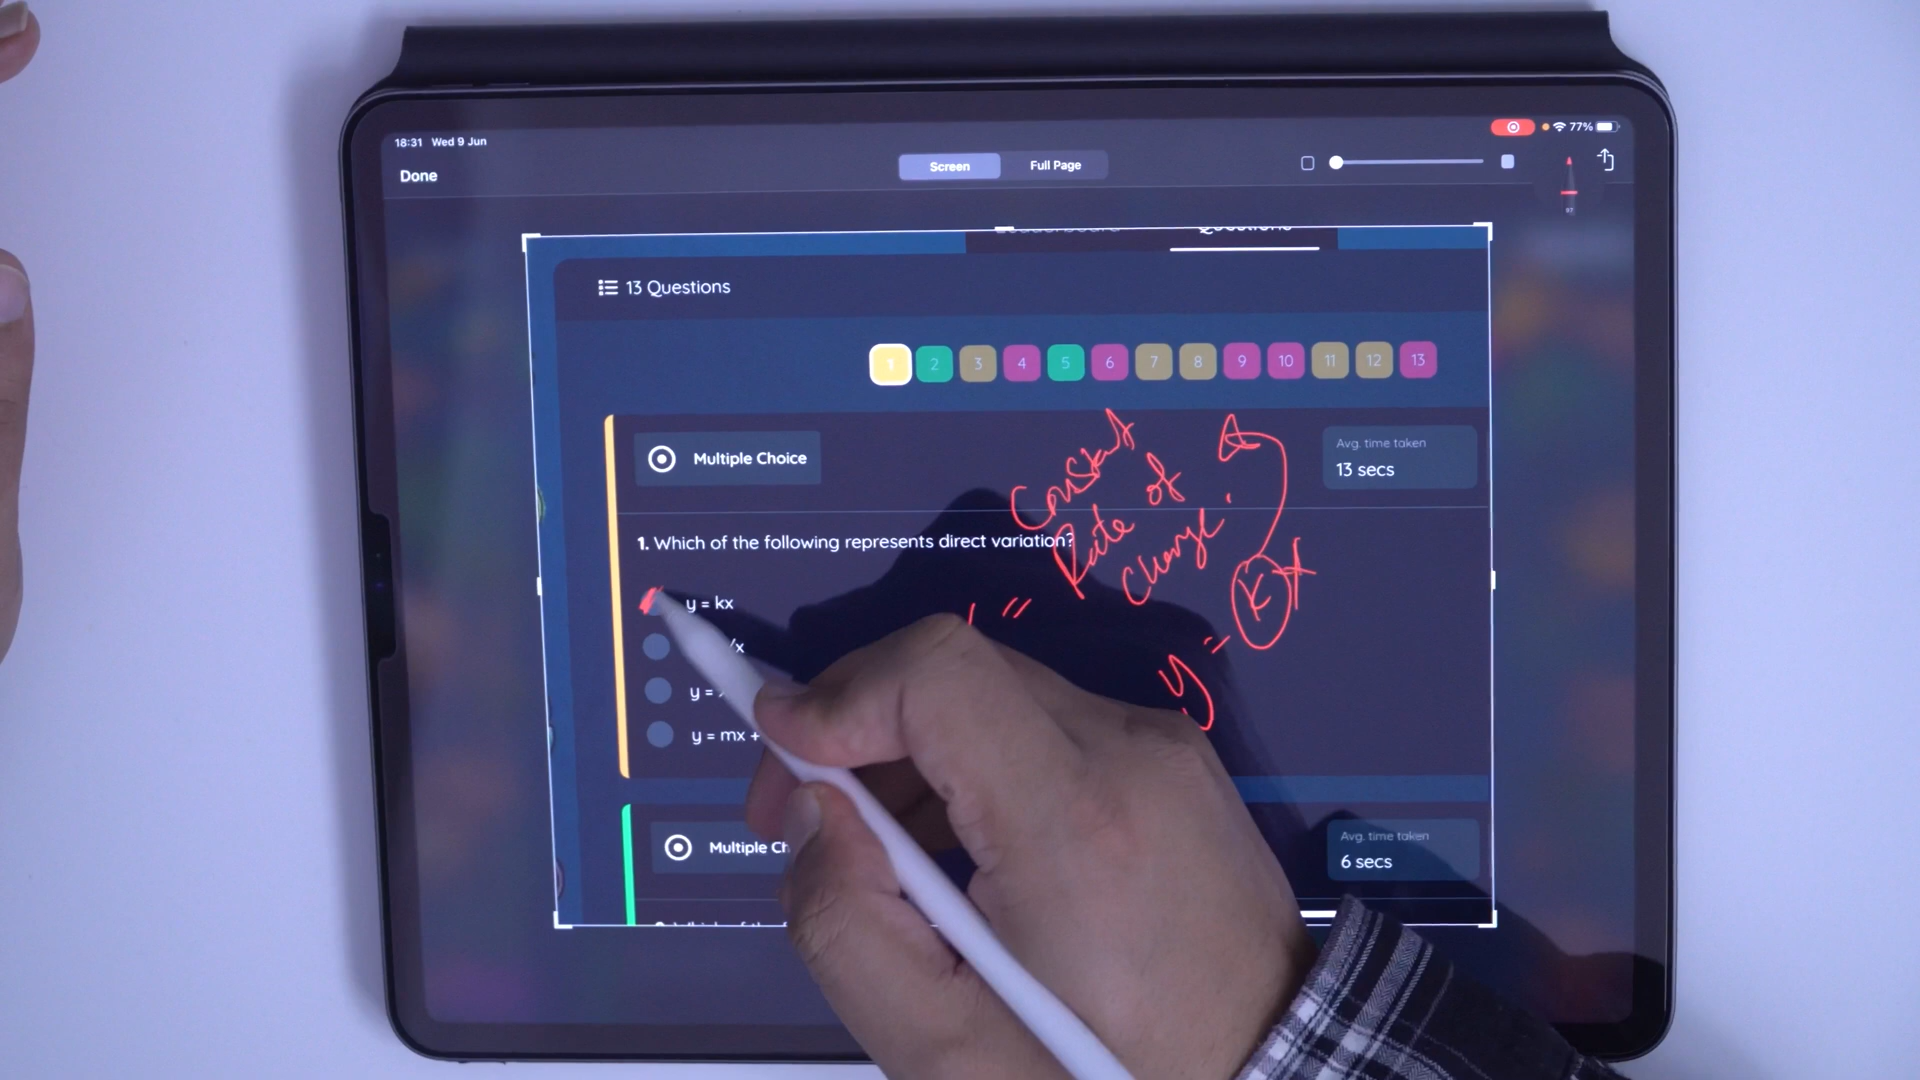 18:31 Wed 9 Jun
77%
Done
Screen
Full Page
Questions
13 Questions
1 2 3 4 5 6 7 8 9 10 11 12 13
Multiple Choice
Avg. time taken
13 secs
Constant
Rate of
Change.
1. Which of the following represents direct variation?
y = kx
/x
y =
y = mx +
=
y = kx
Multiple Ch
Avg. time taken
6 secs